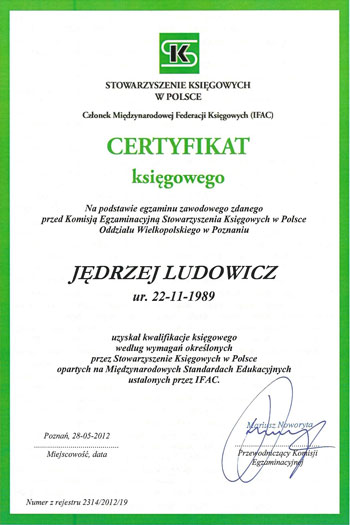 SK
STOWARZYSZENIE KSIĘGOWYCH
W POLSCE
Członek Międzynarodowej Federacji Księgowych (IFAC)
CERTYFIKAT
księgowego
Na podstawie egzaminu zawodowego zdanego
przed Komisją Egzaminacyjną Stowarzyszenia Księgowych w Polsce
Oddziału Wielkopolskiego w Poznaniu
JĘDRZEJ LUDOWICZ
ur. 22-11-1989
uzyskał kwalifikacje księgowego
według wymagań określonych
przez Stowarzyszenie Księgowych w Polsce
opartych na Międzynarodowych Standardach Edukacyjnych
ustalonych przez IFAC.
Poznań, 28-05-2012
Miejscowość, data
Mariusz Noworyta
Przewodniczący Komisji
Egzaminacyjnej
Numer z rejestru 2314/2012/19